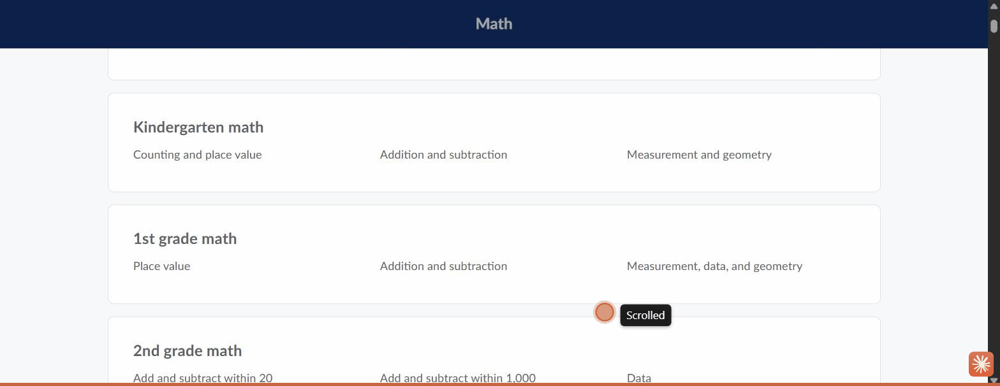 Math
Kindergarten math
Counting and place value
Addition and subtraction
Measurement and geometry
1st grade math
Place value
Addition and subtraction
Measurement, data, and geometry
Scrolled
2nd grade math
Add and subtract within 20
Add and subtract within 1,000
Data